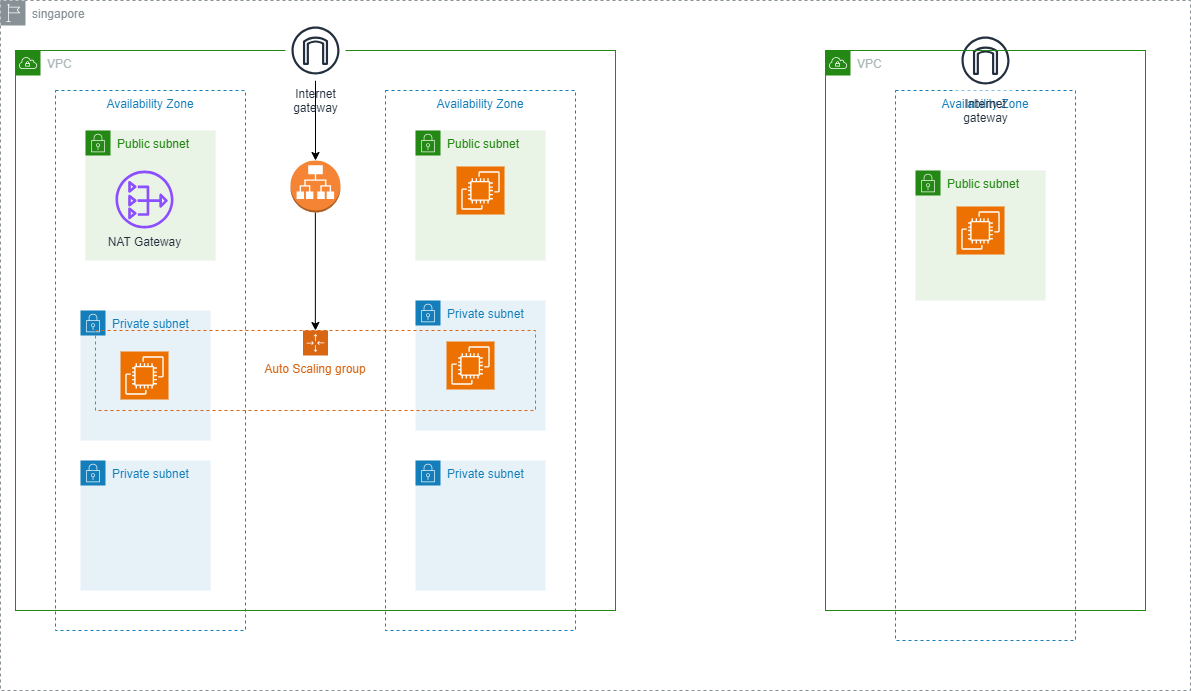 singapore
VPC
VPC
Internet
gateway
Availability Zone
Availability Zone
Availability Zone
Internet
gateway
Public subnet
Public subnet
Public subnet
NAT Gateway
Private subnet
Private subnet
Auto Scaling group
Private subnet
Private subnet